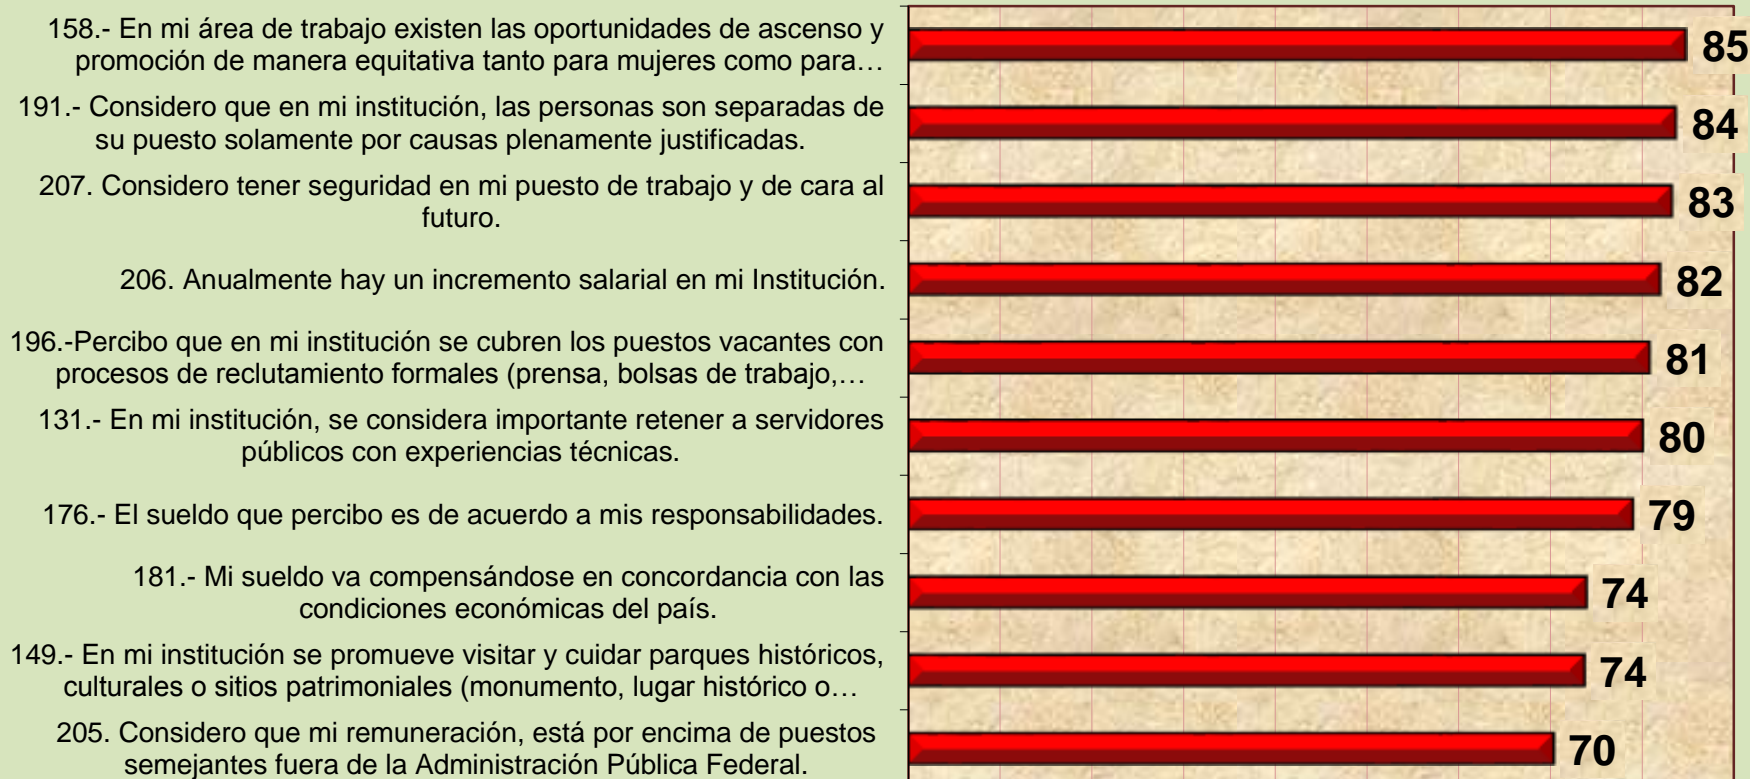 158.- En mi área de trabajo existen las oportunidades de ascenso y
promoción de manera equitativa tanto para mujeres como para…
85
191.- Considero que en mi institución, las personas son separadas de
su puesto solamente por causas plenamente justificadas.
84
207. Considero tener seguridad en mi puesto de trabajo y de cara al
futuro.
83
206. Anualmente hay un incremento salarial en mi Institución.
82
196.-Percibo que en mi institución se cubren los puestos vacantes con
procesos de reclutamiento formales (prensa, bolsas de trabajo,…
81
131.- En mi institución, se considera importante retener a servidores
públicos con experiencias técnicas.
80
176.- El sueldo que percibo es de acuerdo a mis responsabilidades.
79
181.- Mi sueldo va compensándose en concordancia con las
condiciones económicas del país.
74
149.- En mi institución se promueve visitar y cuidar parques históricos,
culturales o sitios patrimoniales (monumento, lugar histórico o…
74
205. Considero que mi remuneración, está por encima de puestos
semejantes fuera de la Administración Pública Federal.
70